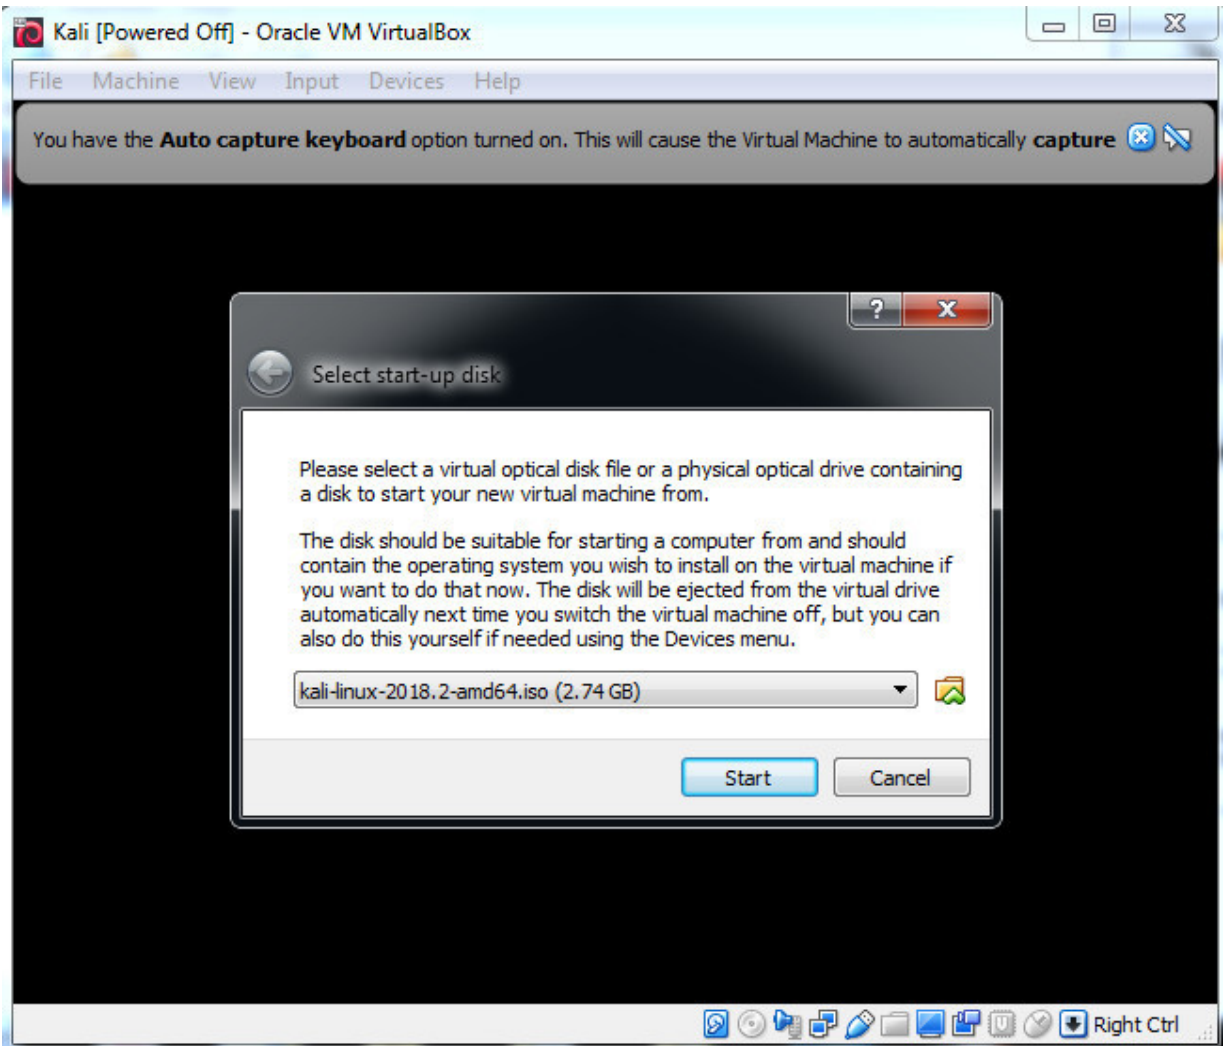 Kali [Powered Off] - Oracle VM VirtualBox
File Machine View Input Devices Help
You have the Auto capture keyboard option turned on. This will cause the Virtual Machine to automatically capture
?
Select start-up disk
Please select a virtual optical disk file or a physical optical drive containing
a disk to start your new virtual machine from.
The disk should be suitable for starting a computer from and should
contain the operating system you wish to install on the virtual machine if
you want to do that now. The disk will be ejected from the virtual drive
automatically next time you switch the virtual machine off, but you can
also do this yourself if needed using the Devices menu.
kali-linux-2018.2-amd64.iso (2.74 GB)
Start Cancel
Right Ctrl